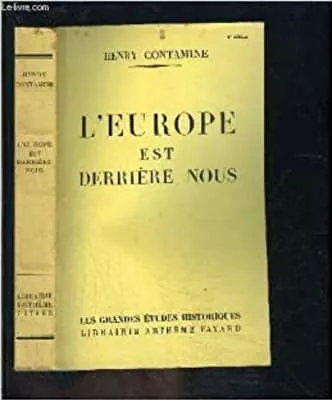 HENRY
CONTAMINE
L'EUROPE
EST
DERRIÈRE
NOUS
LIBRAIRIE
ARTHÈME
FAYARD
HENRY CONTAMINE
L'EUROPE
EST
DERRIÈRE NOUS
LES GRANDES ÉTUDES HISTORIQUES
LIBRAIRIE ARTHÈME FAYARD